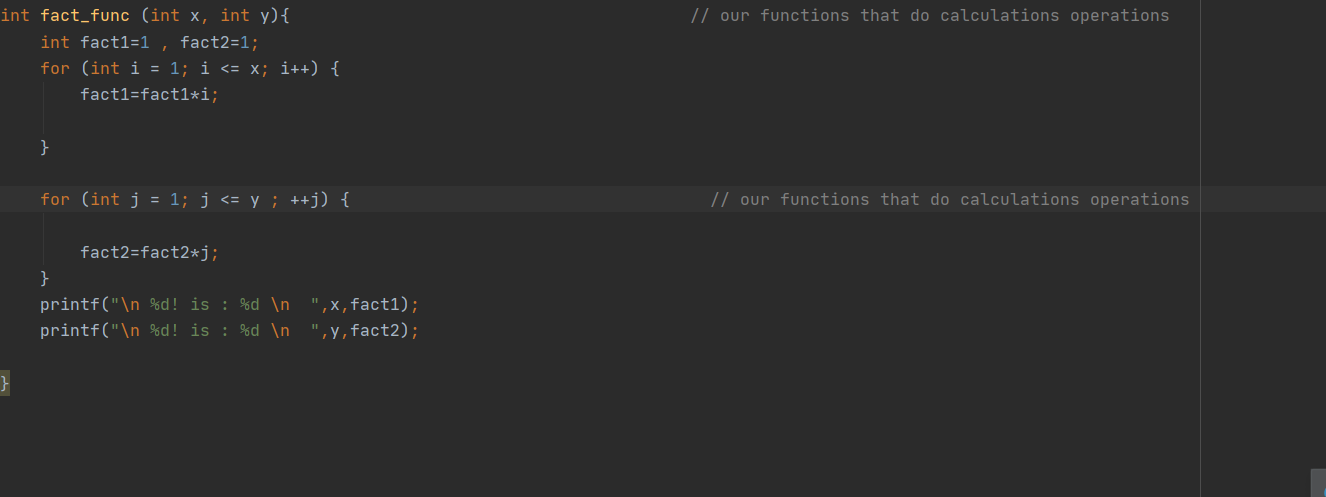 int fact_func (int x, int y){ // our functions that do calculations operations
int fact1=1 , fact2=1;
for (int i = 1; i <= x; i++) {
fact1=fact1*i;
}
for (int j = 1; j <= y ; ++j) { // our functions that do calculations operations
fact2=fact2*j;
}
printf("\n %d! is : %d \n  ",x,fact1);
printf("\n %d! is : %d \n  ",y,fact2);
}